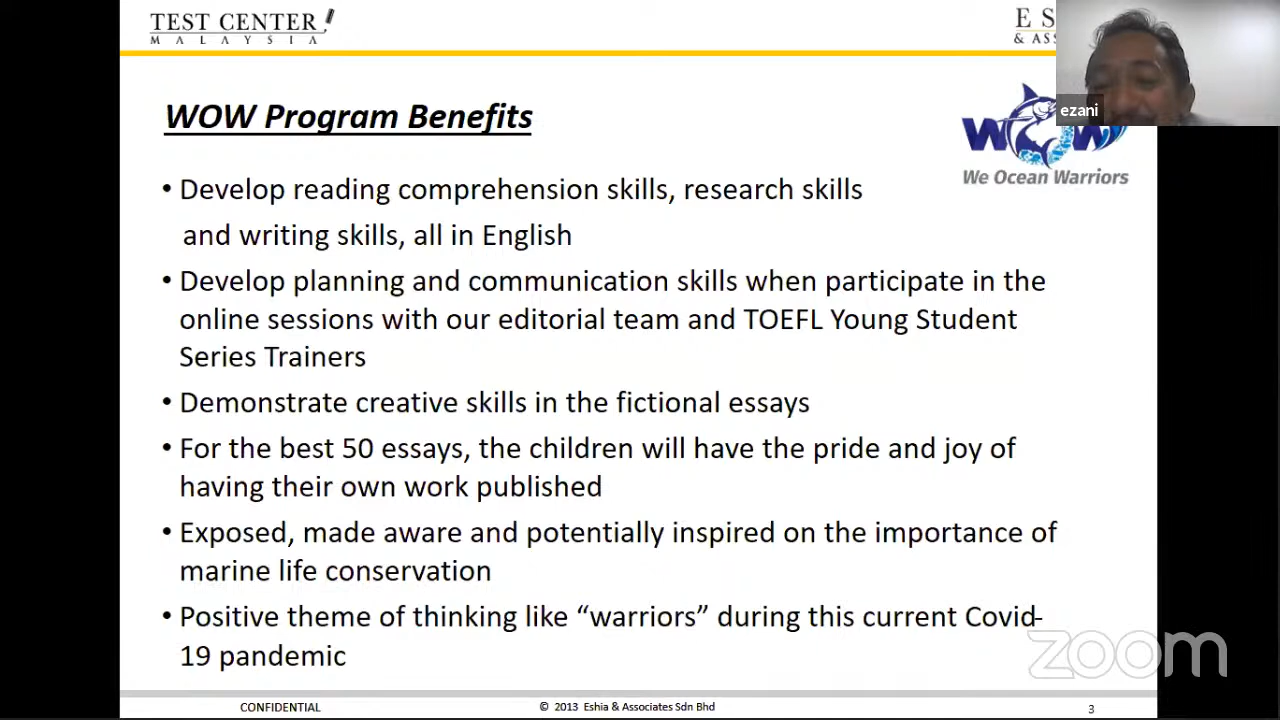 TEST CENTER
MALAYSIA
E S
& ASS
ezani
WOW
We Ocean Warriors
WOW Program Benefits
• Develop reading comprehension skills, research skills
and writing skills, all in English
• Develop planning and communication skills when participate in the
online sessions with our editorial team and TOEFL Young Student
Series Trainers
• Demonstrate creative skills in the fictional essays
• For the best 50 essays, the children will have the pride and joy of
having their own work published
• Exposed, made aware and potentially inspired on the importance of
marine life conservation
• Positive theme of thinking like “warriors” during this current Covid-
19 pandemic
zoom
CONFIDENTIAL
© 2013 Eshia & Associates Sdn Bhd
3